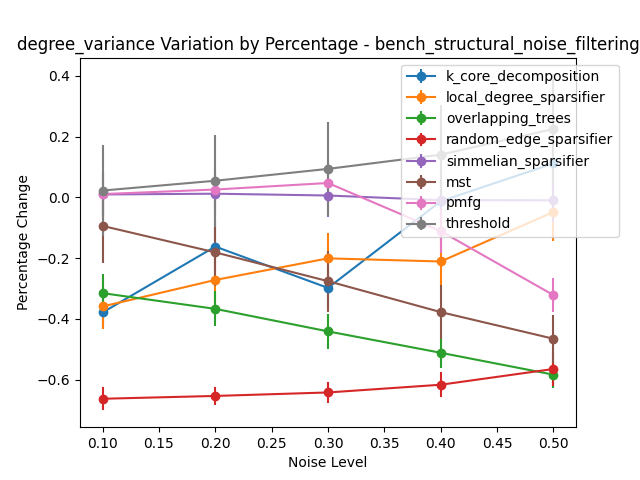 degree_variance Variation by Percentage - bench_structural_noise_filtering
k_core_decomposition
local_degree_sparsifier
overlapping_trees
random_edge_sparsifier
simmelian_sparsifier
mst
pmfg
threshold
Percentage Change
0.4
0.2
0.0
−0.2
−0.4
−0.6
0.10 0.15 0.20 0.25 0.30 0.35 0.40 0.45 0.50
Noise Level